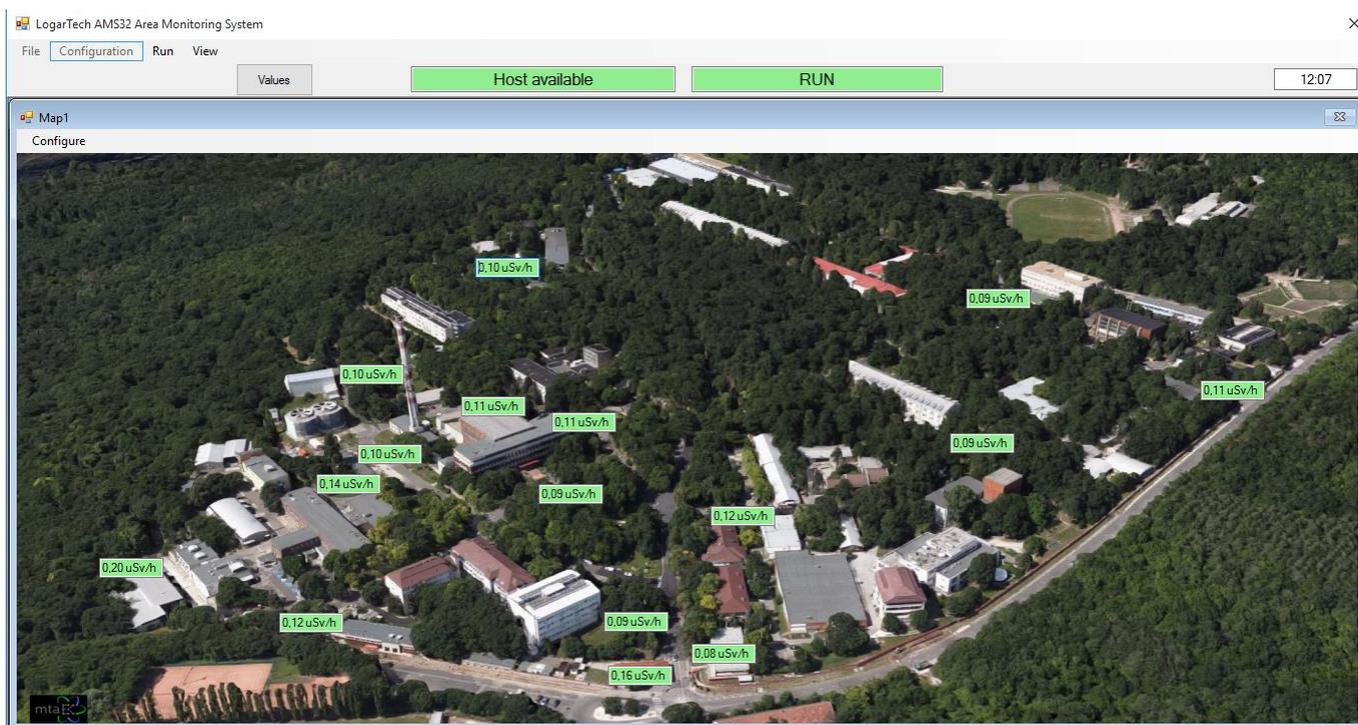 LogarTech AMS32 Area Monitoring System
File Configuration Run View
Values Host available RUN 12:07
Map1
Configure
0,10 uSv/h
0,09 uSv/h
0,10 uSv/h
0,11 uSv/h
0,11 uSv/h
0,11 uSv/h
0,09 uSv/h
0,10 uSv/h
0,14 uSv/h
0,09 uSv/h
0,12 uSv/h
0,20 uSv/h
0,12 uSv/h
0,09 uSv/h
0,08 uSv/h
0,16 uSv/h
mta